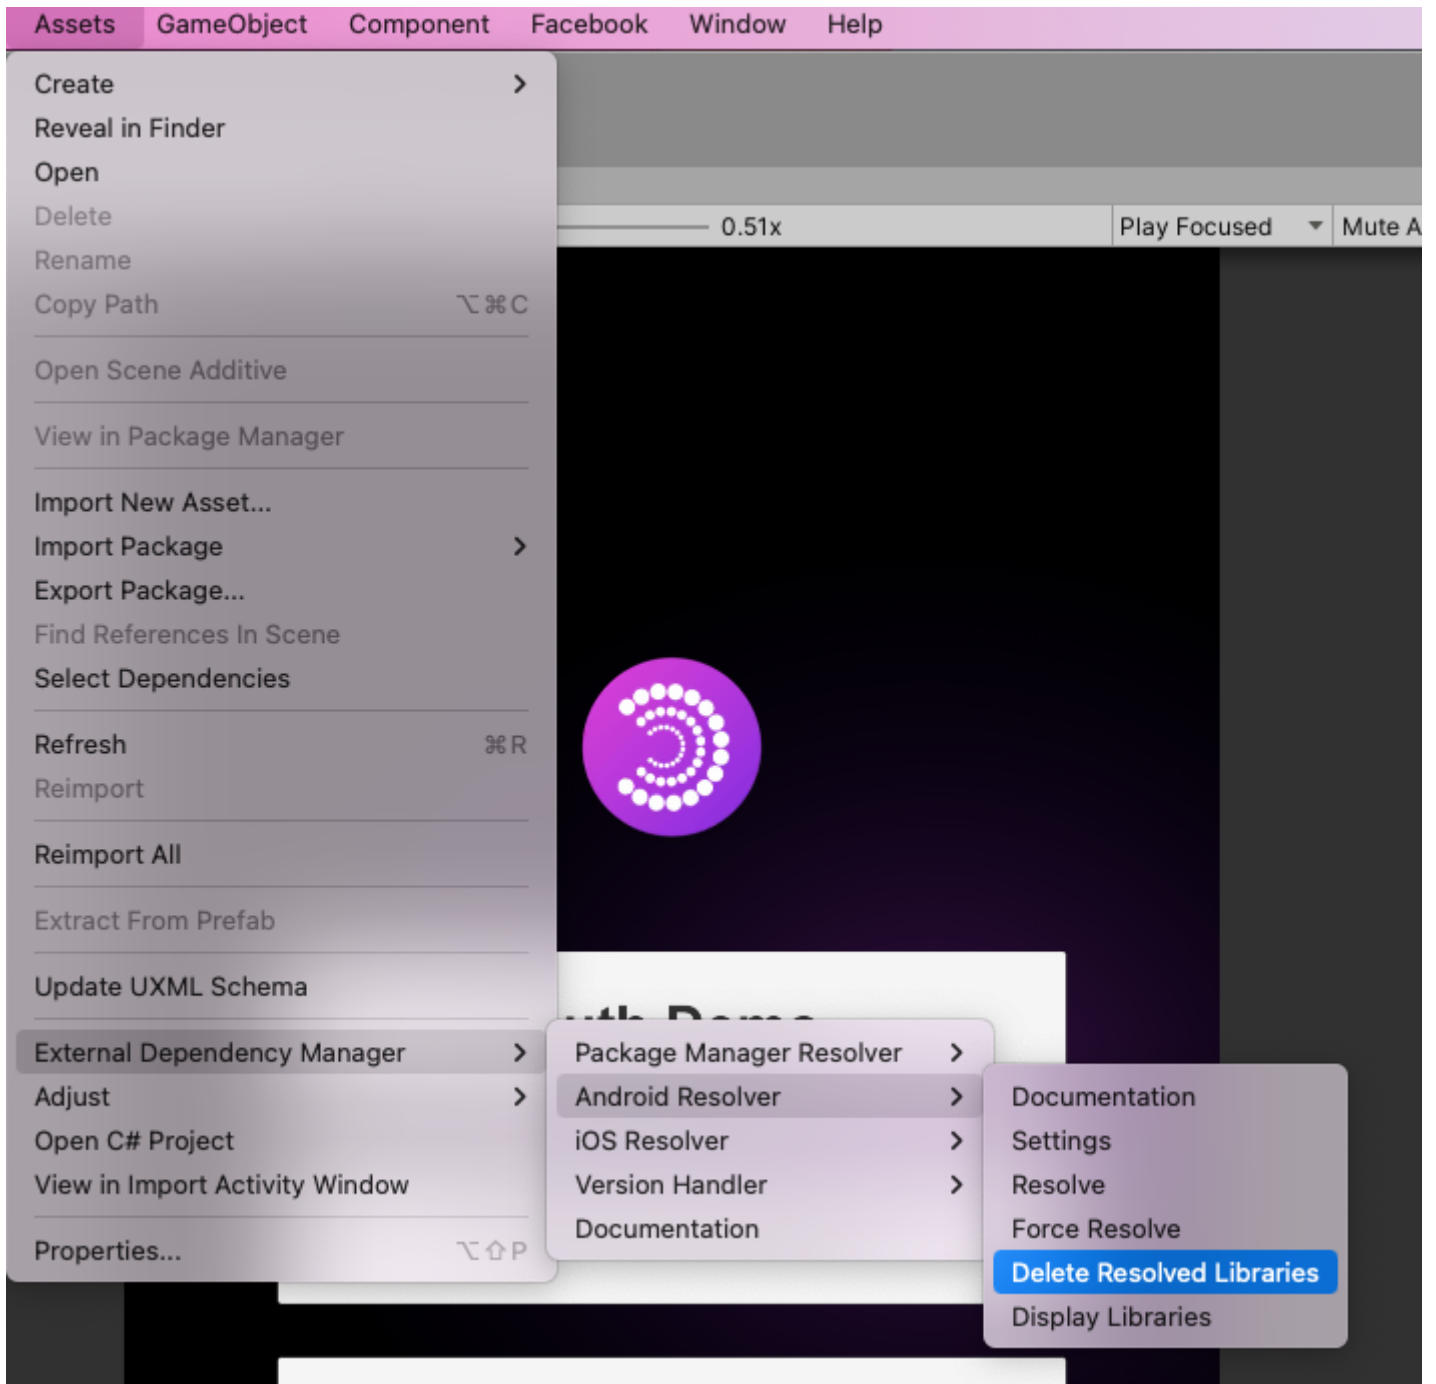 Assets GameObject Component Facebook Window Help
Create
Reveal in Finder
Open
Delete
0.51x Play Focused Mute A
Rename
Copy Path ⌥⌘C
Open Scene Additive
View in Package Manager
Import New Asset...
Import Package
Export Package...
Find References In Scene
Select Dependencies
Refresh ⌘R
Reimport
Reimport All
Extract From Prefab
Update UXML Schema
uth Demo
External Dependency Manager
Adjust
Open C# Project
View in Import Activity Window
Properties... ⌥⇧P
Package Manager Resolver
Android Resolver
iOS Resolver
Version Handler
Documentation
Documentation
Settings
Resolve
Force Resolve
Delete Resolved Libraries
Display Libraries